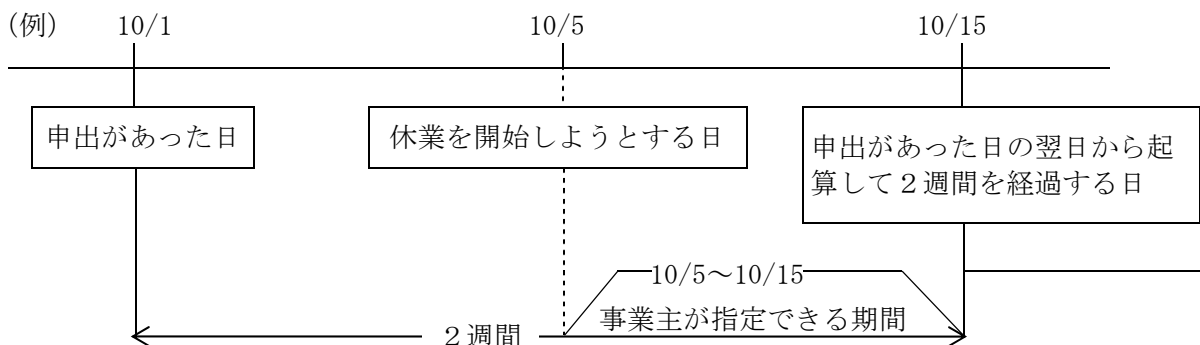 (例) 10/1 10/5 10/15
申出があった日
休業を開始しようとする日
申出があった日の翌日から起
算して２週間を経過する日
10/5～10/15
事業主が指定できる期間
２週間